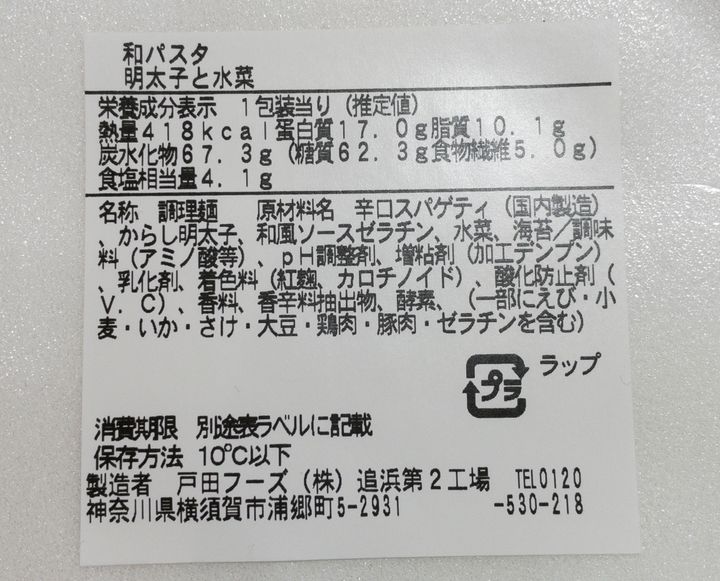 和パスタ
明太子と水菜
栄養成分表示　1包装当り（推定値）
熱量418kcal蛋白質17.0g脂質10.1g
炭水化物67.3g（糖質62.3g食物繊維5.0g）
食塩相当量4.1g
名称　調理麺　　原材料名　辛口スパゲティ（国内製造）
、からし明太子、和風ソースゼラチン、水菜、海苔／調味
料（アミノ酸等）、pH調整剤、増粘剤（加工デンプン）
、乳化剤、着色料（紅麹、カロチノイド）、酸化防止剤（
V.C）、香料、香辛料抽出物、酵素、（一部にえび・小
麦・いか・さけ・大豆・鶏肉・豚肉・ゼラチンを含む）
プラ ラップ
消費期限　別途表ラベルに記載
保存方法　10℃以下
製造者　戸田フーズ（株）追浜第2工場　TEL0120
神奈川県横須賀市浦郷町5-2931　-530-218